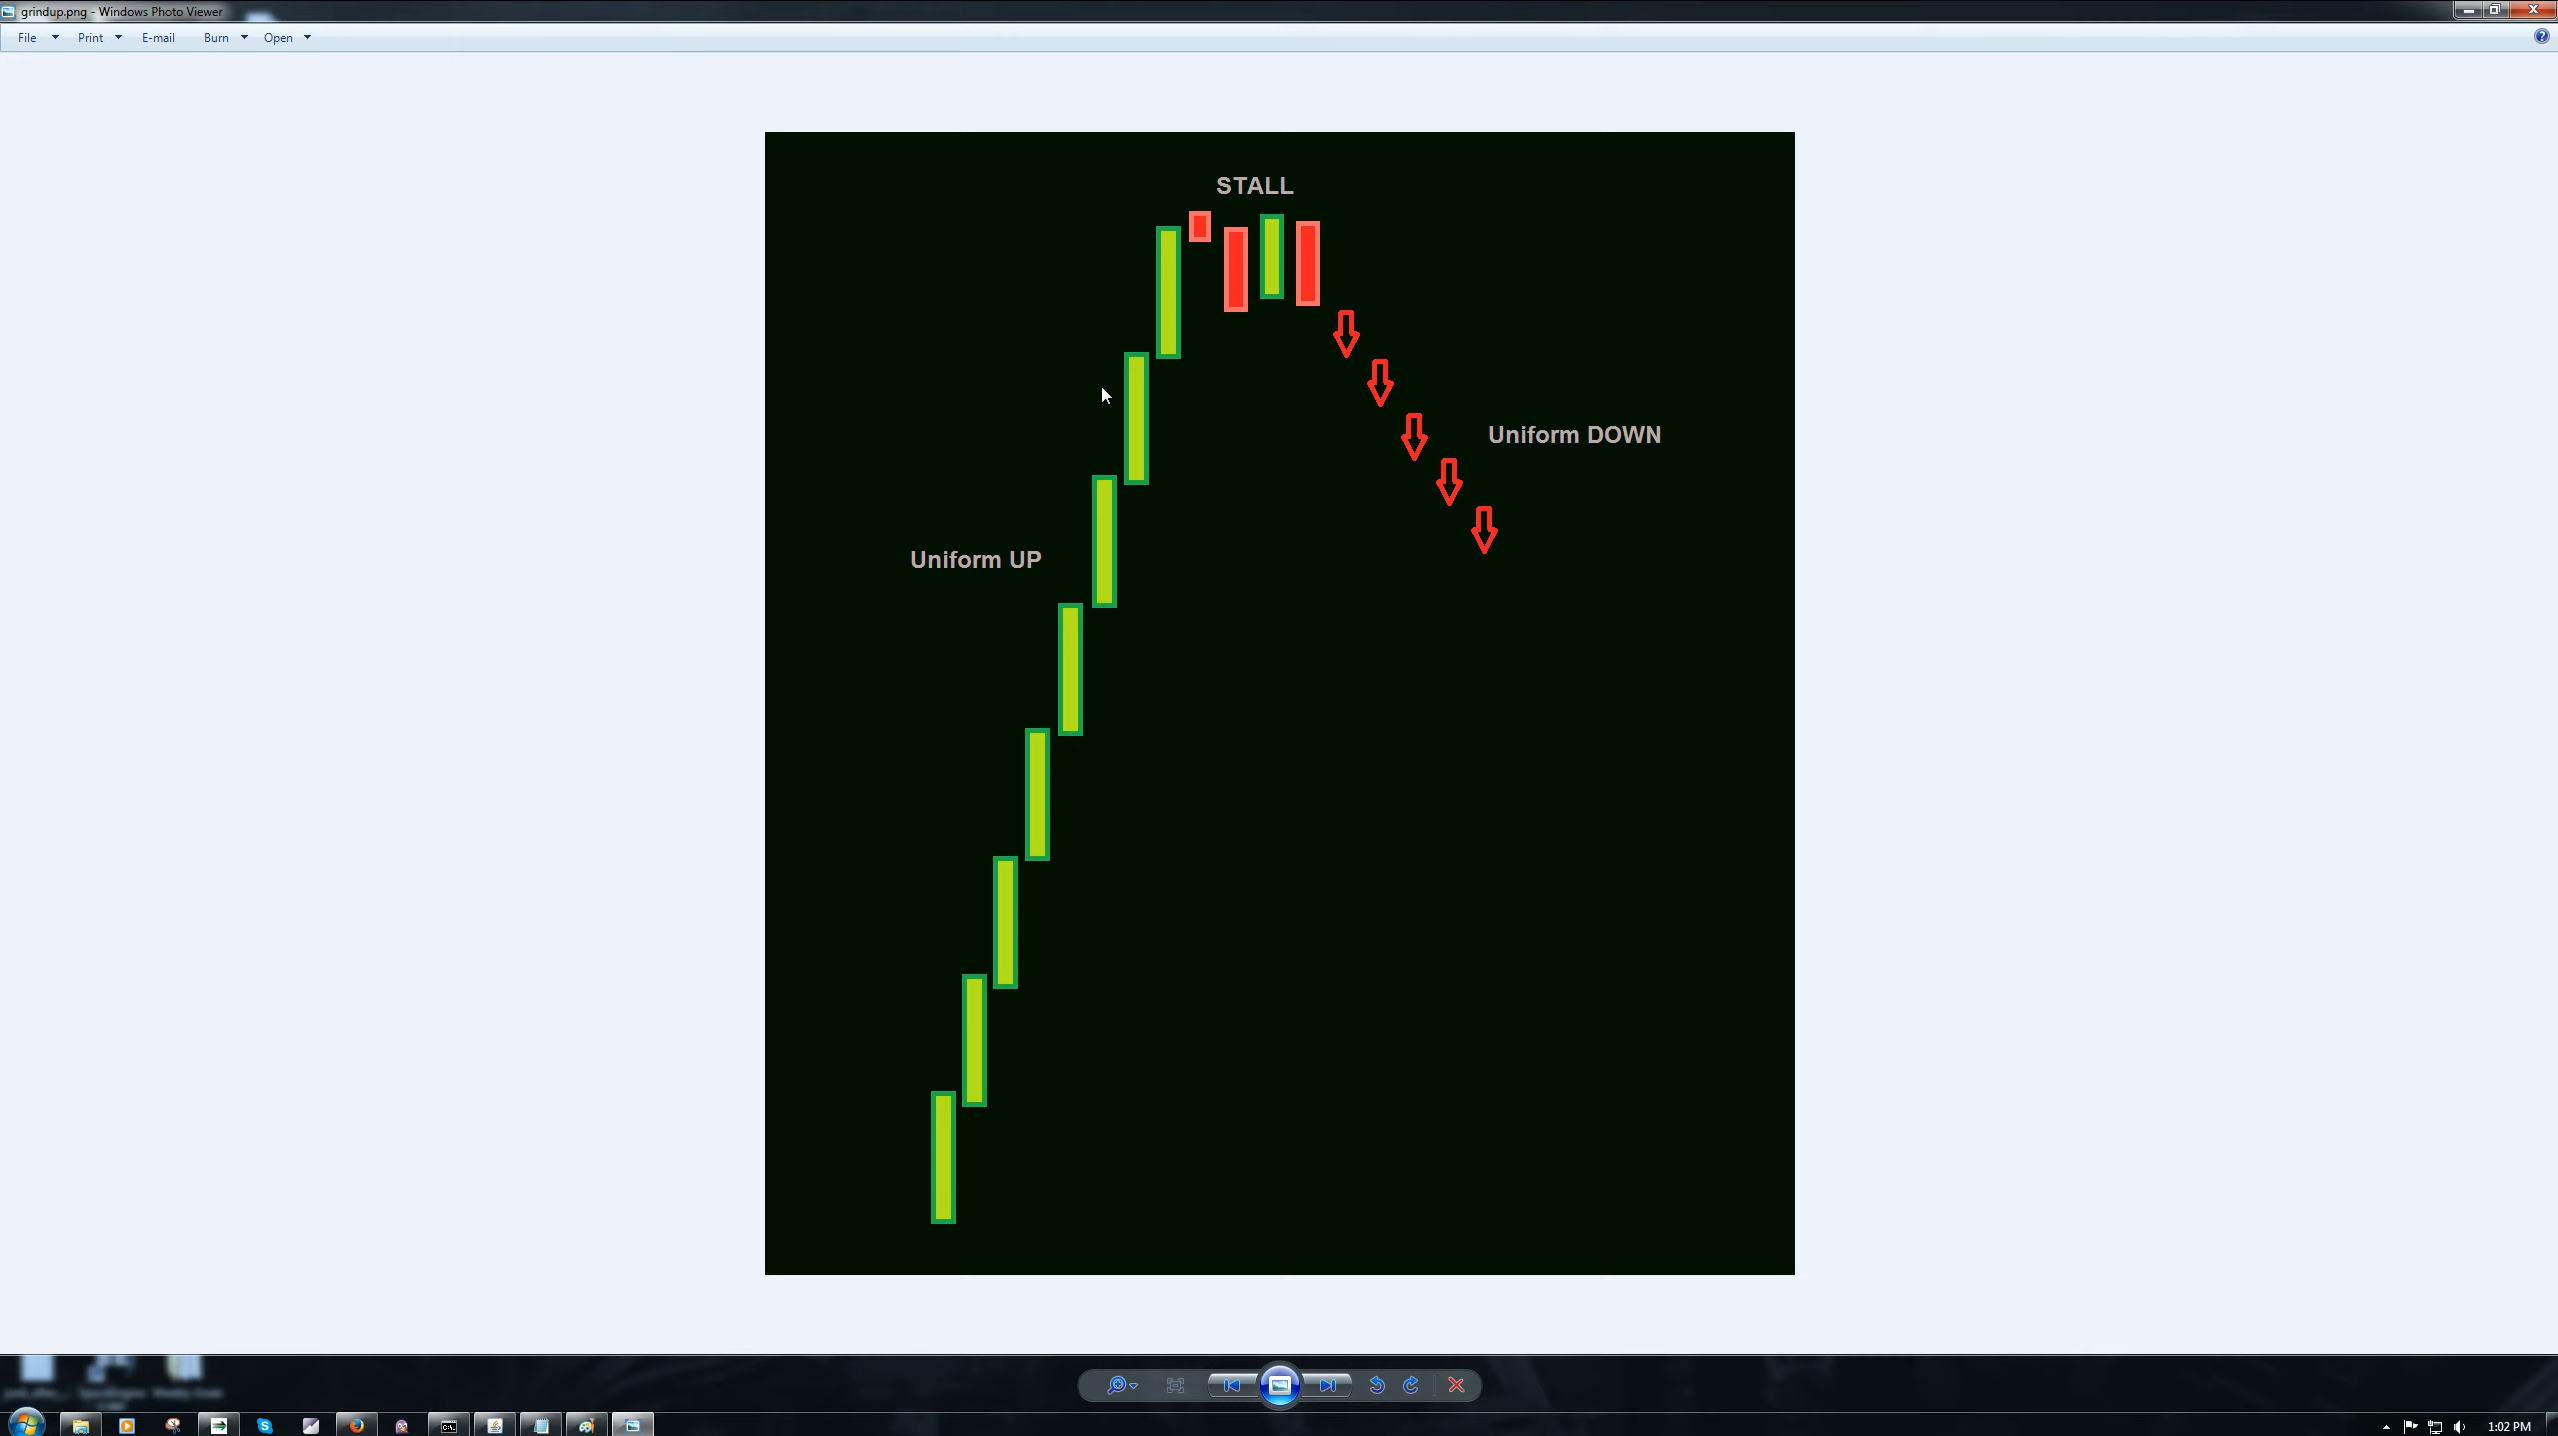 grindup.png - Windows Photo Viewer
File Print E-mail Burn Open
STALL
Uniform DOWN
Uniform UP
1:02 PM